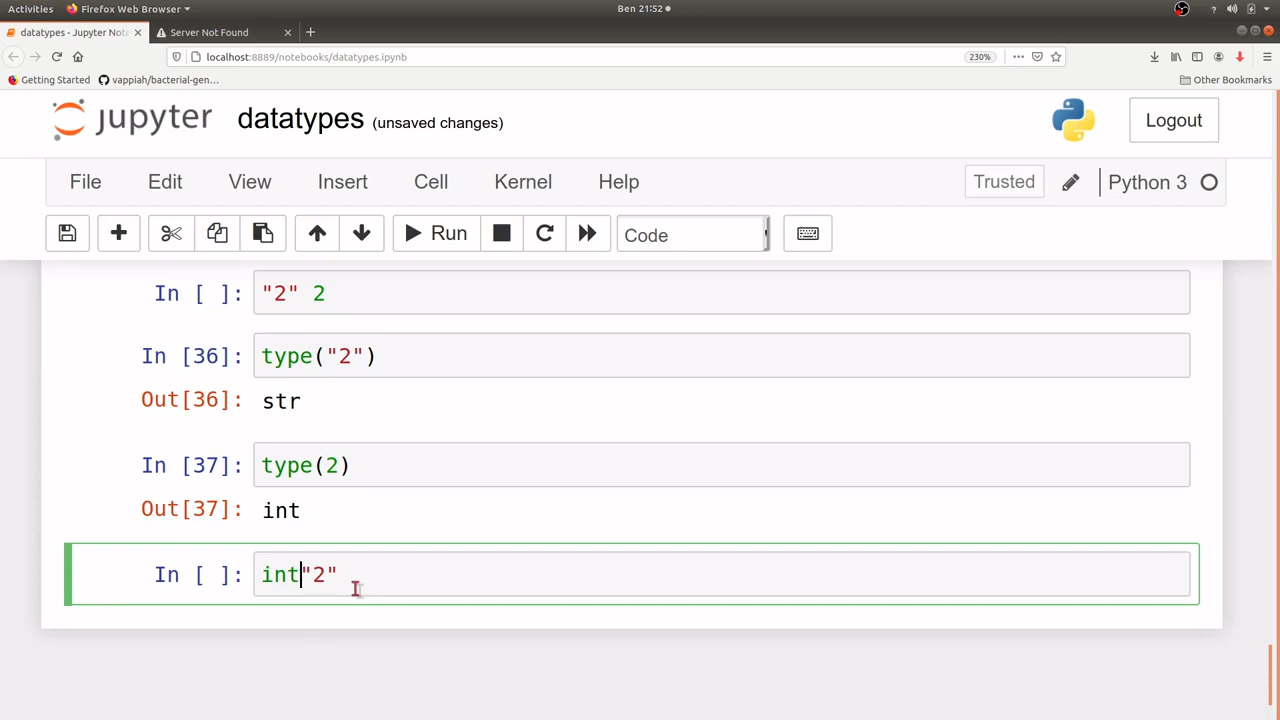 Activities Firefox Web Browser Ben 21:52
datatypes - Jupyter Note Server Not Found
localhost:8889/notebooks/datatypes.ipynb 230%
Getting Started vappiah/bacterial-gen... Other Bookmarks
jupyter datatypes (unsaved changes) Logout
File Edit View Insert Cell Kernel Help Trusted Python 3
Run Code
In [ ]: "2" 2
In [36]: type("2")
Out[36]: str
In [37]: type(2)
Out[37]: int
In [ ]: int"2"